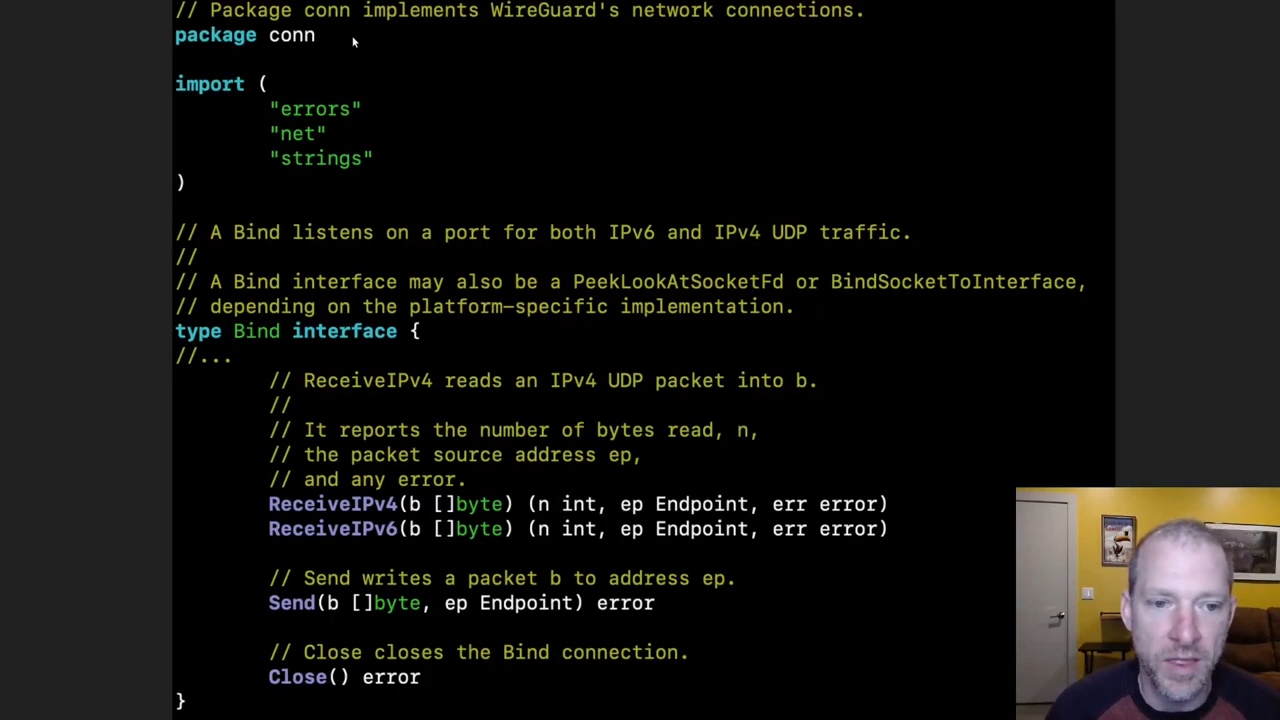 // Package conn implements WireGuard's network connections.
package conn
import (
"errors"
"net"
"strings"
)
// A Bind listens on a port for both IPv6 and IPv4 UDP traffic.
//
// A Bind interface may also be a PeekLookAtSocketFd or BindSocketToInterface,
// depending on the platform-specific implementation.
type Bind interface {
//...
// ReceiveIPv4 reads an IPv4 UDP packet into b.
//
// It reports the number of bytes read, n,
// the packet source address ep,
// and any error.
ReceiveIPv4(b []byte) (n int, ep Endpoint, err error)
ReceiveIPv6(b []byte) (n int, ep Endpoint, err error)
// Send writes a packet b to address ep.
Send(b []byte, ep Endpoint) error
// Close closes the Bind connection.
Close() error
}